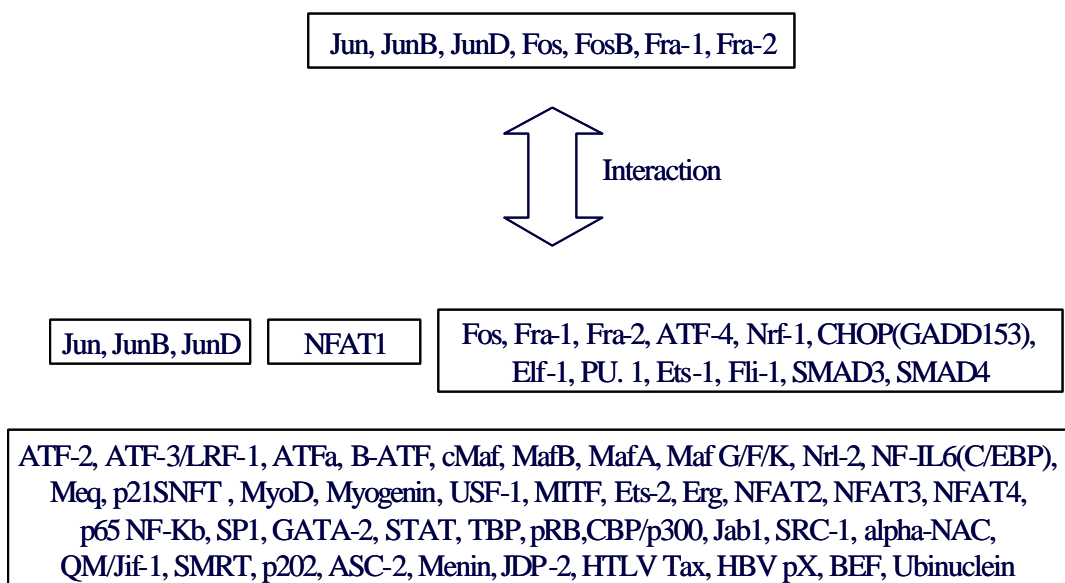 Jun, JunB, JunD, Fos, FosB, Fra-1, Fra-2
Interaction
Jun, JunB, JunD
NFAT1
Fos, Fra-1, Fra-2, ATF-4, Nrf-1, CHOP(GADD153),
Elf-1, PU. 1, Ets-1, Fli-1, SMAD3, SMAD4
ATF-2, ATF-3/LRF-1, ATFa, B-ATF, cMaf, MafB, MafA, Maf G/F/K, Nrl-2, NF-IL6(C/EBP),
Meq, p21SNFT , MyoD, Myogenin, USF-1, MITF, Ets-2, Erg, NFAT2, NFAT3, NFAT4,
p65 NF-Kb, SP1, GATA-2, STAT, TBP, pRB,CBP/p300, Jab1, SRC-1, alpha-NAC,
QM/Jif-1, SMRT, p202, ASC-2, Menin, JDP-2, HTLV Tax, HBV pX, BEF, Ubinuclein